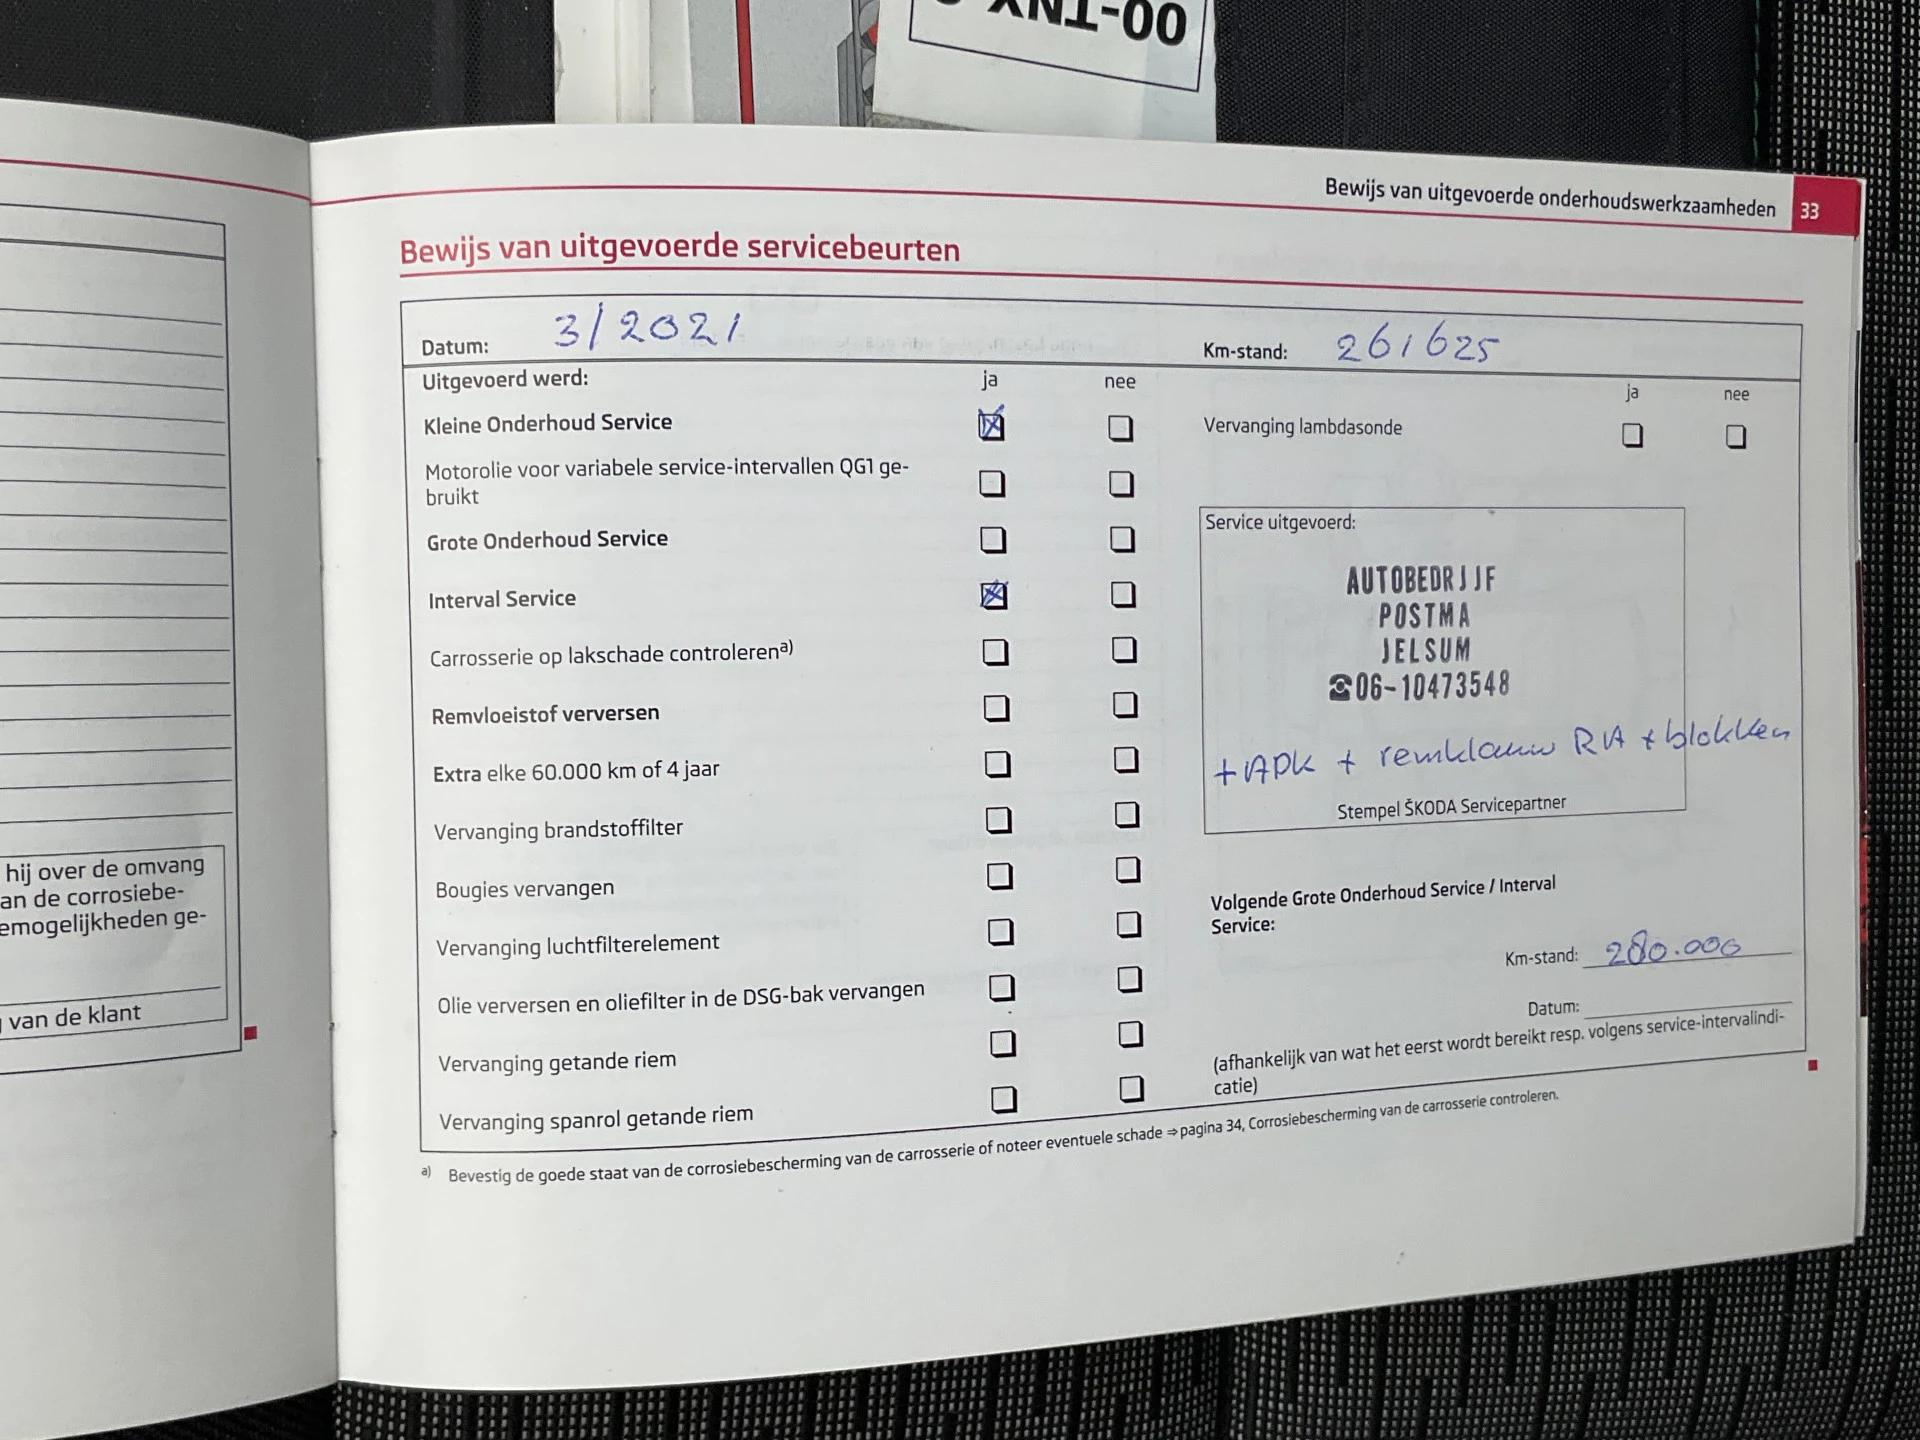 00-TNX
Bewijs van uitgevoerde onderhoudswerkzaamheden 33
Bewijs van uitgevoerde servicebeurten
Datum: 3/2021
Km-stand: 261625
Uitgevoerd werd: ja nee
ja nee
Kleine Onderhoud Service
Vervanging lambdasonde
Motorolie voor variabele service-intervallen QG1 ge-
bruikt
Grote Onderhoud Service
Interval Service
Carrosserie op lakschade controleren a)
Remvloeistof verversen
Extra elke 60.000 km of 4 jaar
Vervanging brandstoffilter
Bougies vervangen
Vervanging luchtfilterelement
Olie verversen en oliefilter in de DSG-bak vervangen
Vervanging getande riem
Vervanging spanrol getande riem
Service uitgevoerd:
AUTOBEDRIJF
POSTMA
JELSUM
☎06-10473548
+ APK + remklauw RA + blokken
Stempel ŠKODA Servicepartner
Volgende Grote Onderhoud Service / Interval
Service:
Km-stand: 280.000
Datum:
(afhankelijk van wat het eerst wordt bereikt resp. volgens service-intervalindi-
catie)
a) Bevestig de goede staat van de corrosiebescherming van de carrosserie of noteer eventuele schade ⇒ pagina 34, Corrosiebescherming van de carrosserie controleren.
hij over de omvang
an de corrosiebe-
emogelijkheden ge-
van de klant